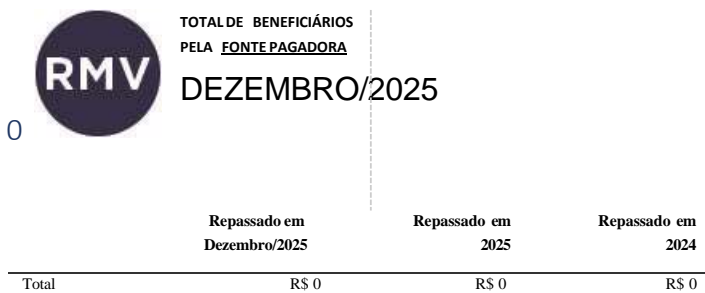 TOTAL DE BENEFICIÁRIOS
PELA FONTE PAGADORA
RMV
DEZEMBRO/2025
0
Repassado em Dezembro/2025
Repassado em 2025
Repassado em 2024
Total R$ 0 R$ 0 R$ 0